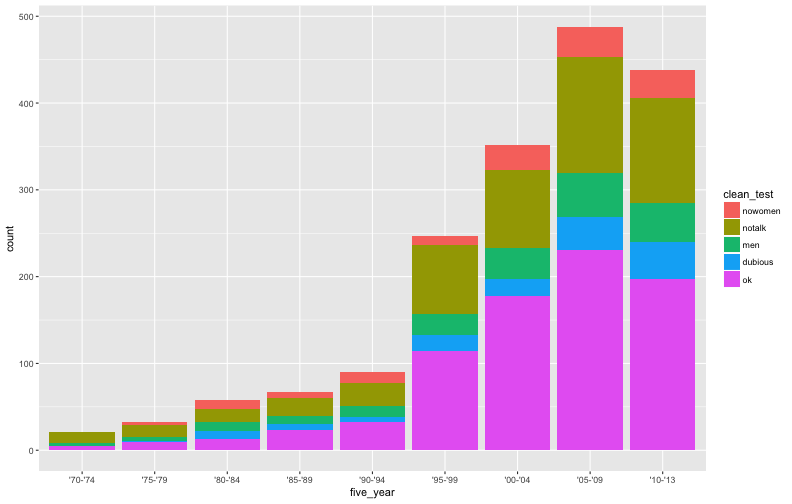 500
400
300
200
100
0
count
'70-'74 '75-'79 '80-'84 '85-'89 '90-'94 '95-'99 '00-'04 '05-'09 '10-'13
five_year
clean_test
nowomen
notalk
men
dubious
ok